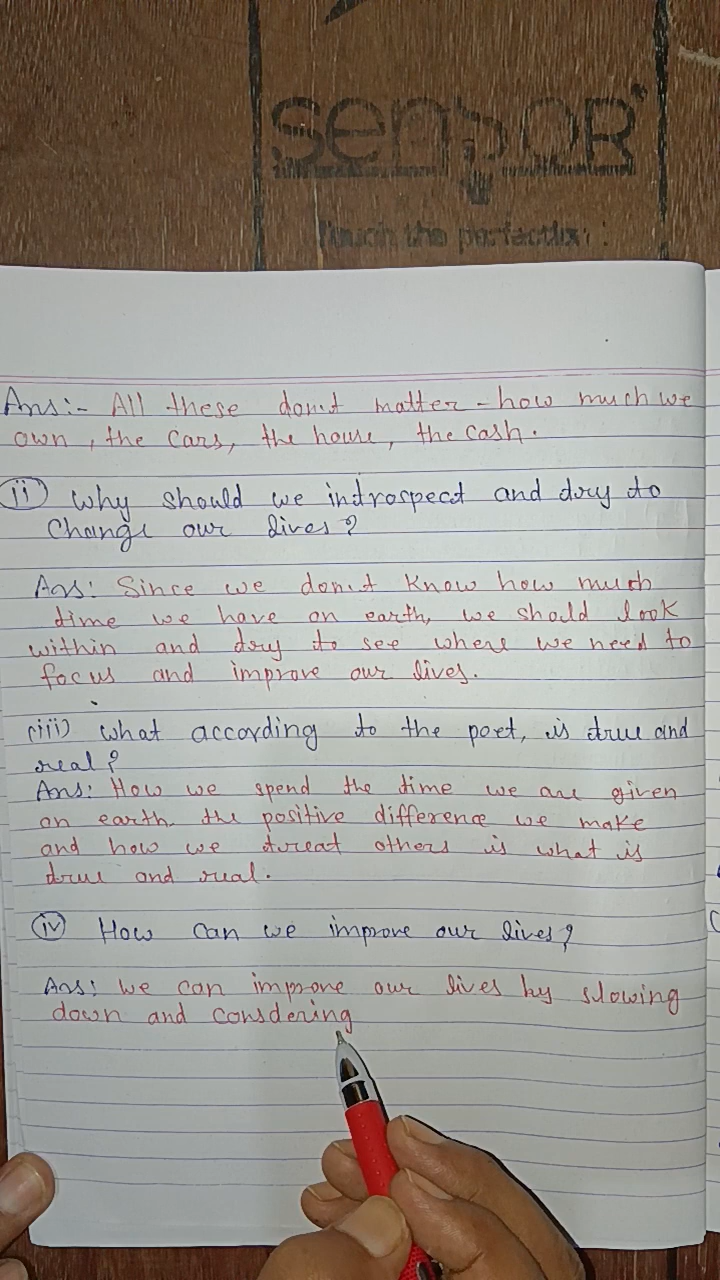 SENSOR
Touch the perfection
Ans:- All these don't matter - how much we
own, the cars, the house, the cash.
(ii) Why should we introspect and try to
change our lives?
Ans: Since we don't know how much
time we have on earth, we should look
within and try to see where we need to
focus and improve our lives.
(iii) What according to the poet, is true and
real?
Ans: How we spend the time we are given
on earth. the positive difference we make
and how we treat others is what is
true and real.
(iv) How can we improve our lives?
Ans: We can improve our lives by slowing
down and consdering